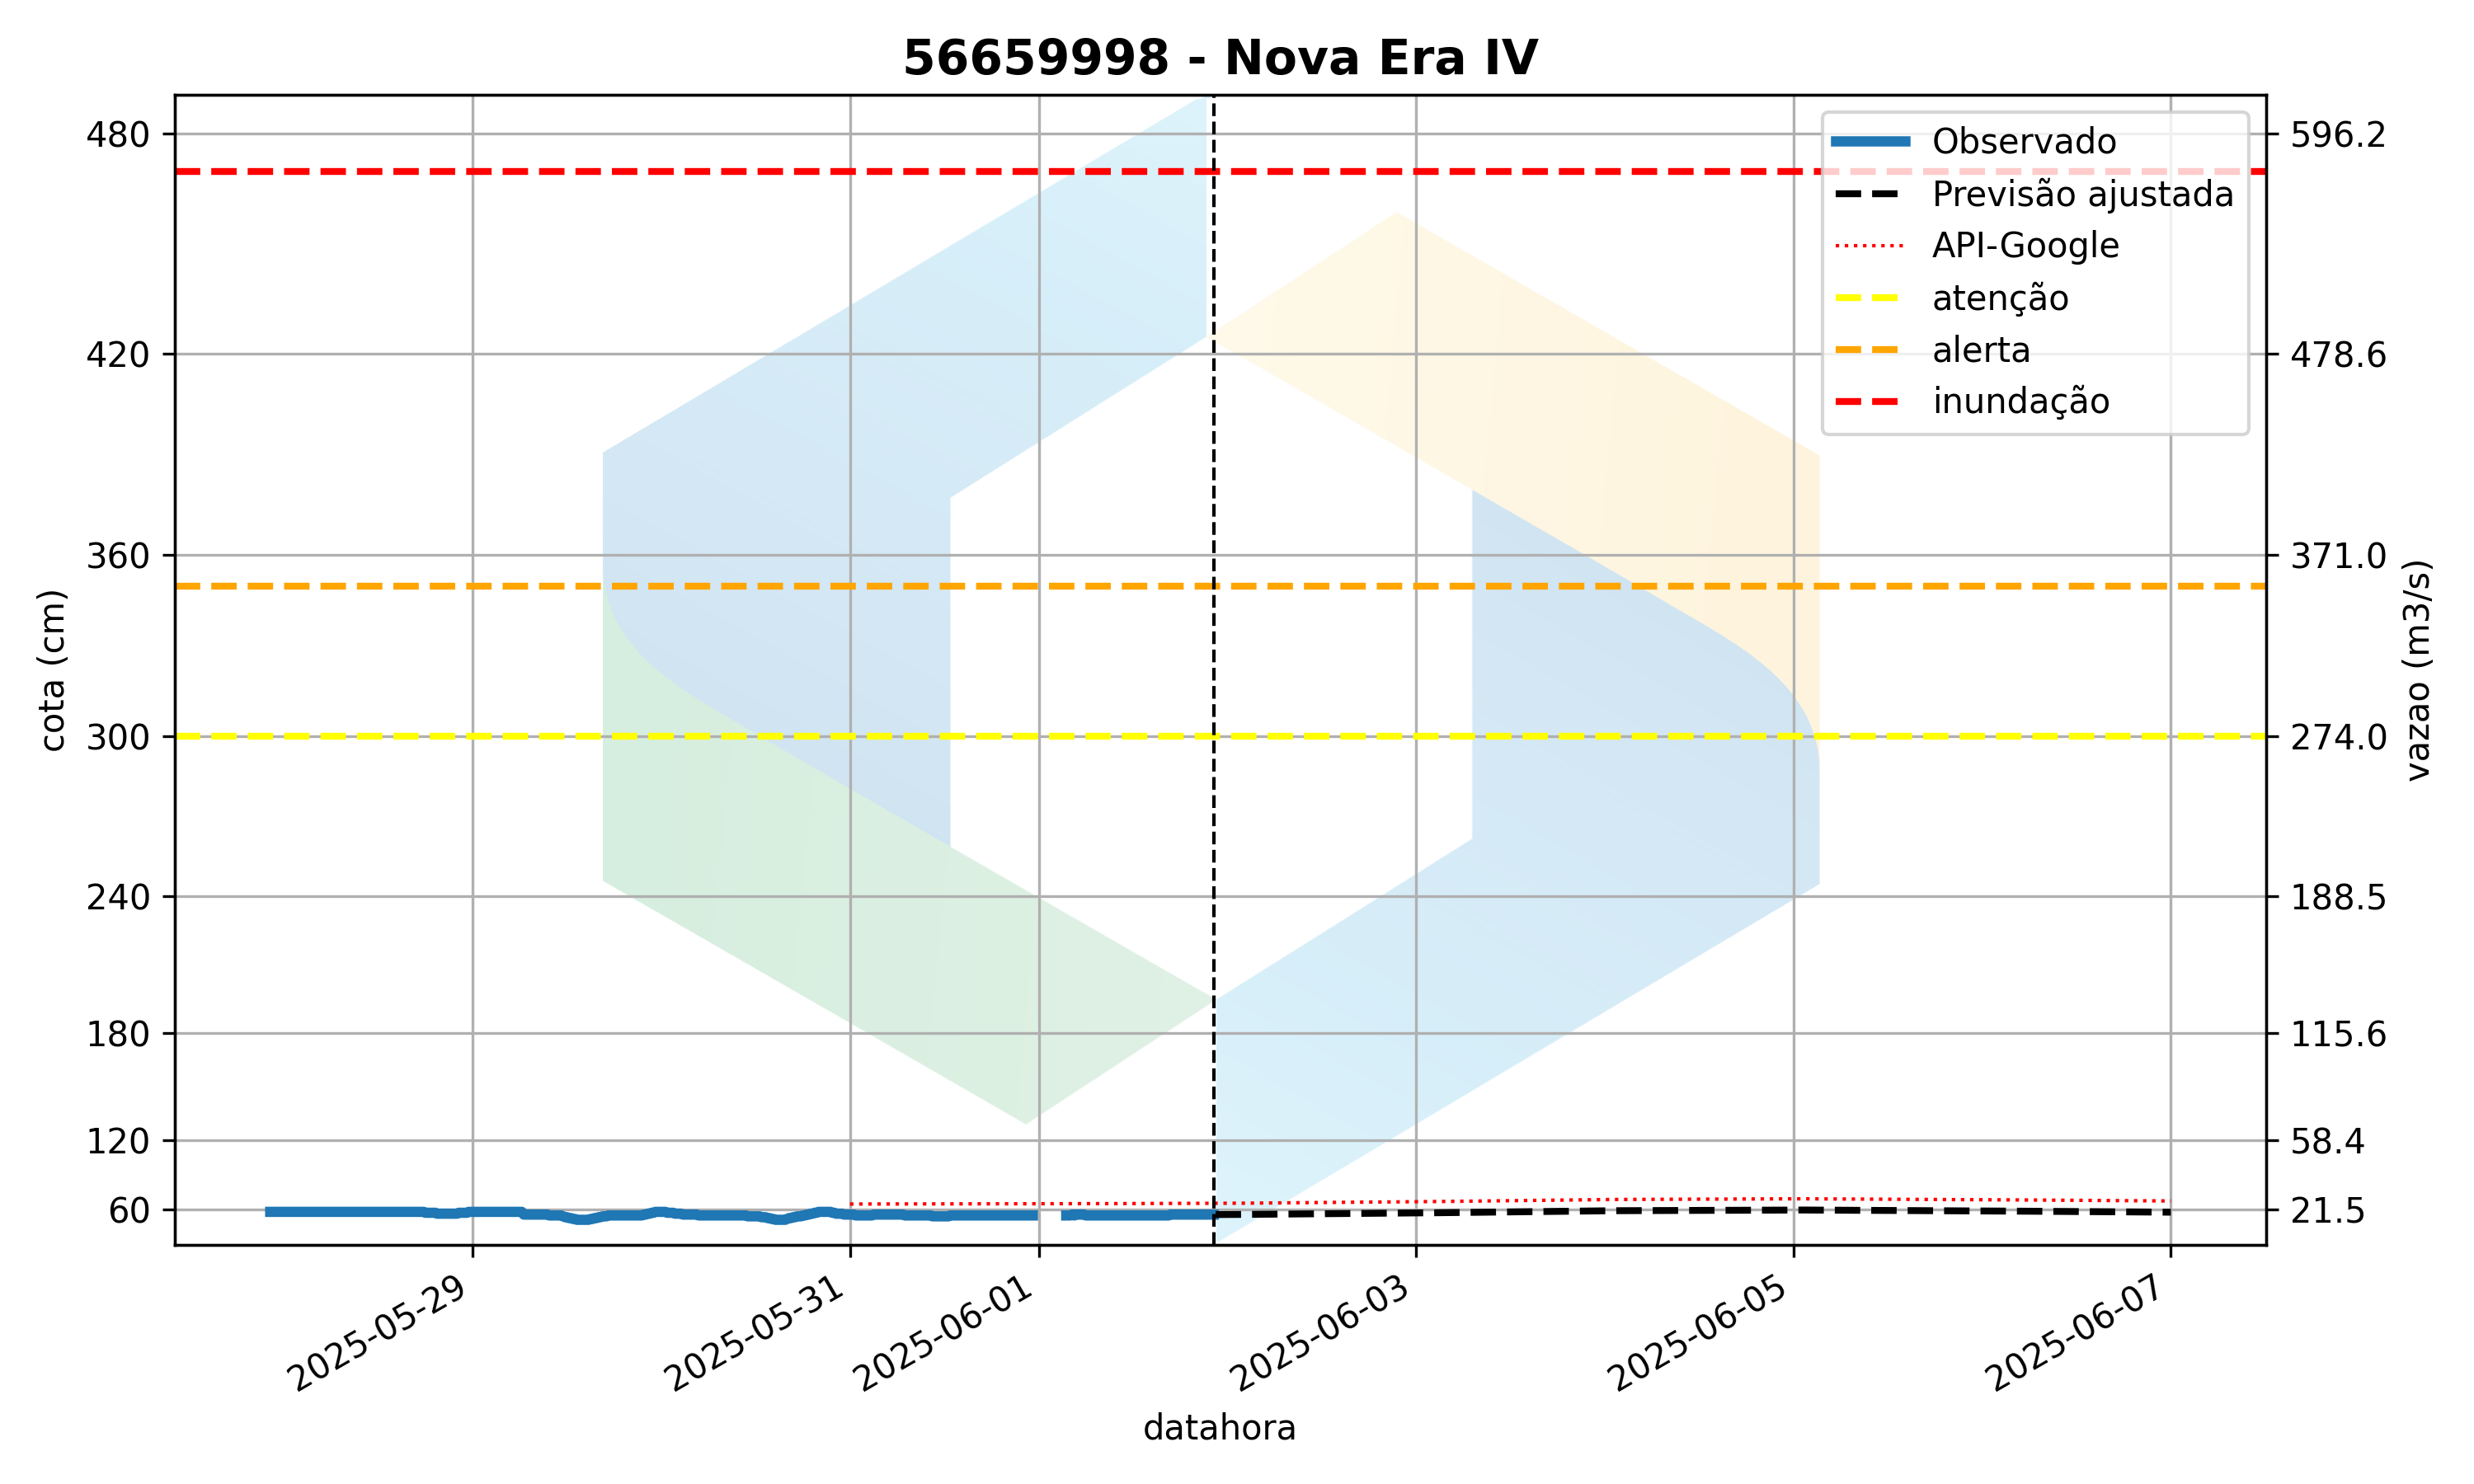 56659998 - Nova Era IV
480
420
360
300
240
180
120
60
cota (cm)
596.2
478.6
371.0
274.0
188.5
115.6
58.4
21.5
vazao (m3/s)
Observado
Previsão ajustada
API-Google
atenção
alerta
inundação
2025-05-29
2025-05-31
2025-06-01
2025-06-03
2025-06-05
2025-06-07
datahora